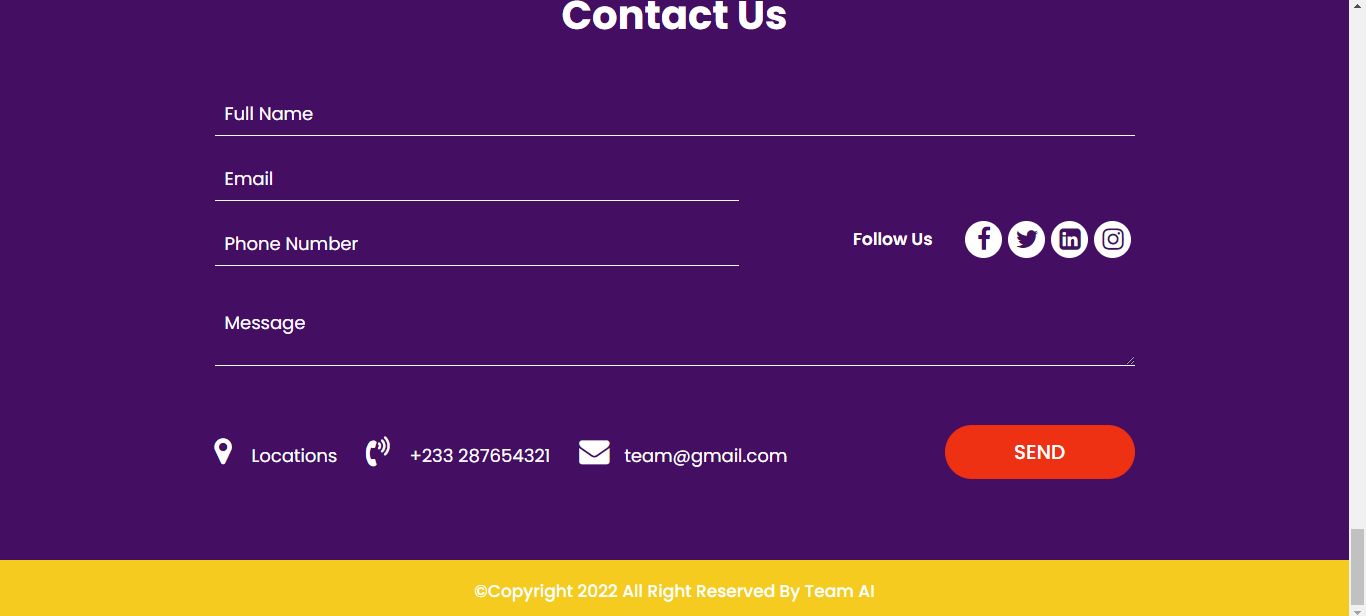 Contact Us
Full Name
Email
Phone Number
Follow Us
Message
Locations +233 287654321 team@gmail.com SEND
©Copyright 2022 All Right Reserved By Team AI